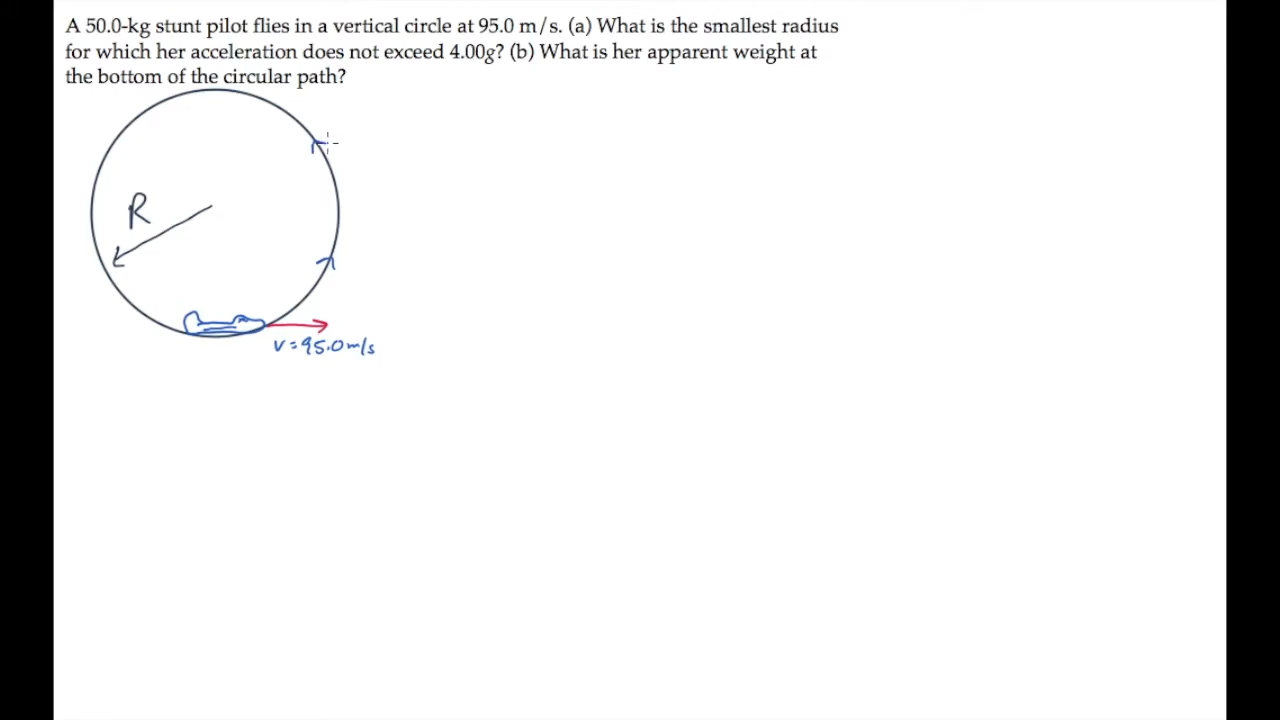 A 50.0-kg stunt pilot flies in a vertical circle at 95.0 m/s. (a) What is the smallest radius
for which her acceleration does not exceed 4.00g? (b) What is her apparent weight at
the bottom of the circular path?
R
v=95.0m/s